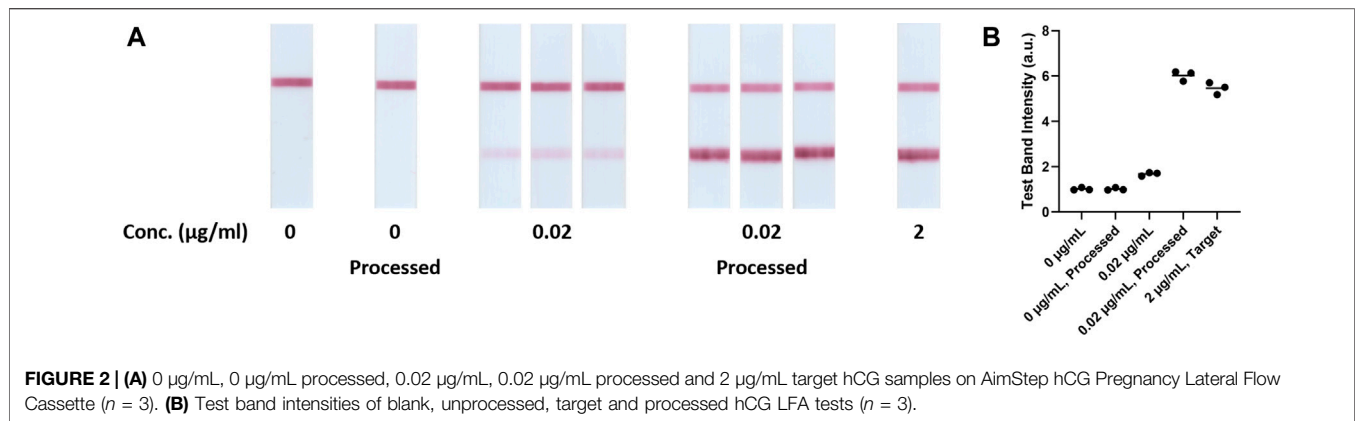 A
Conc. (µg/ml) 0 0 0.02 0.02 2
Processed Processed
B
Test Band Intensity (a.u.)
8
6
4
2
0
0 µg/mL
0 µg/mL, Processed
0.02 µg/mL
0.02 µg/mL, Processed
2 µg/mL, Target
FIGURE 2 | (A) 0 µg/mL, 0 µg/mL processed, 0.02 µg/mL, 0.02 µg/mL processed and 2 µg/mL target hCG samples on AimStep hCG Pregnancy Lateral Flow
Cassette (n = 3). (B) Test band intensities of blank, unprocessed, target and processed hCG LFA tests (n = 3).